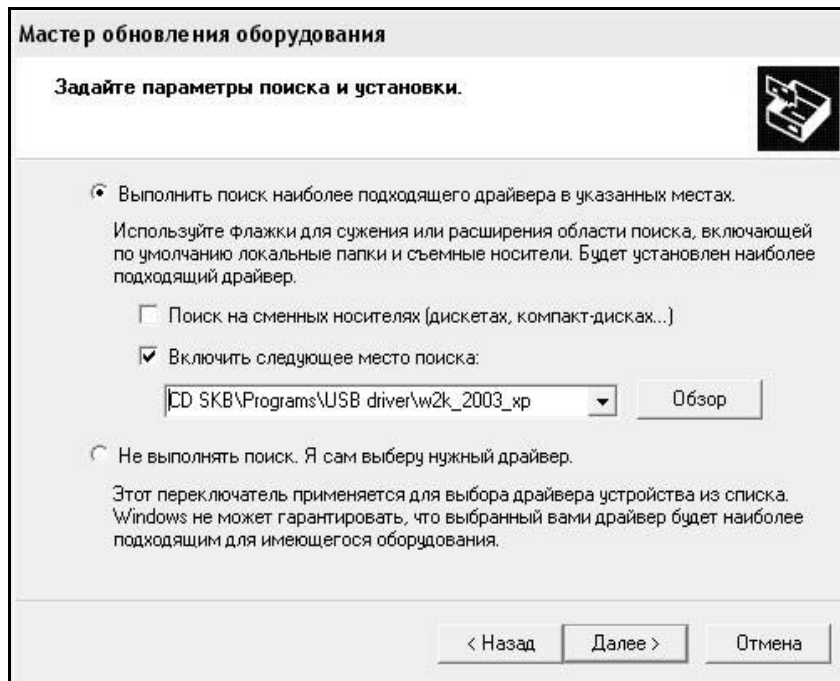 Мастер обновления оборудования
Задайте параметры поиска и установки.
Выполнить поиск наиболее подходящего драйвера в указанных местах.
Используйте флажки для сужения или расширения области поиска, включающей
по умолчанию локальные папки и съемные носители. Будет установлен наиболее
подходящий драйвер.
Поиск на сменных носителях (дискетах, компакт-дисках...)
Включить следующее место поиска:
CD SKB\Programs\USB driver\w2k_2003_xp
Обзор
Не выполнять поиск. Я сам выберу нужный драйвер.
Этот переключатель применяется для выбора драйвера устройства из списка.
Windows не может гарантировать, что выбранный вами драйвер будет наиболее
подходящим для имеющегося оборудования.
< Назад Далее > Отмена